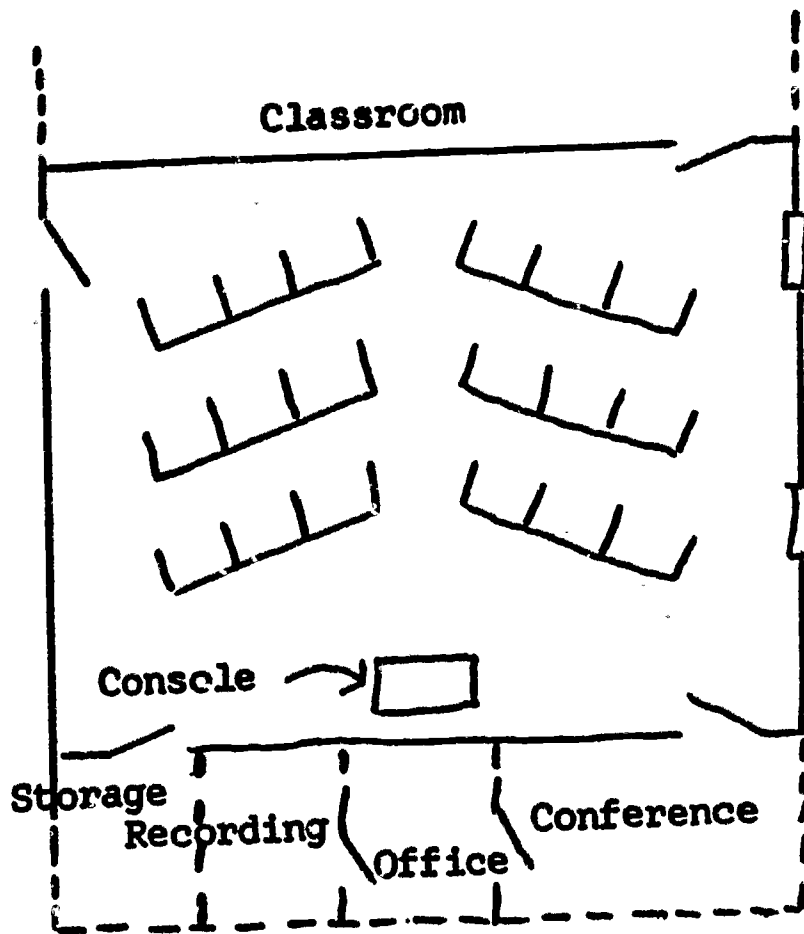 Classroom
Console
Storage
Recording
Office
Conference